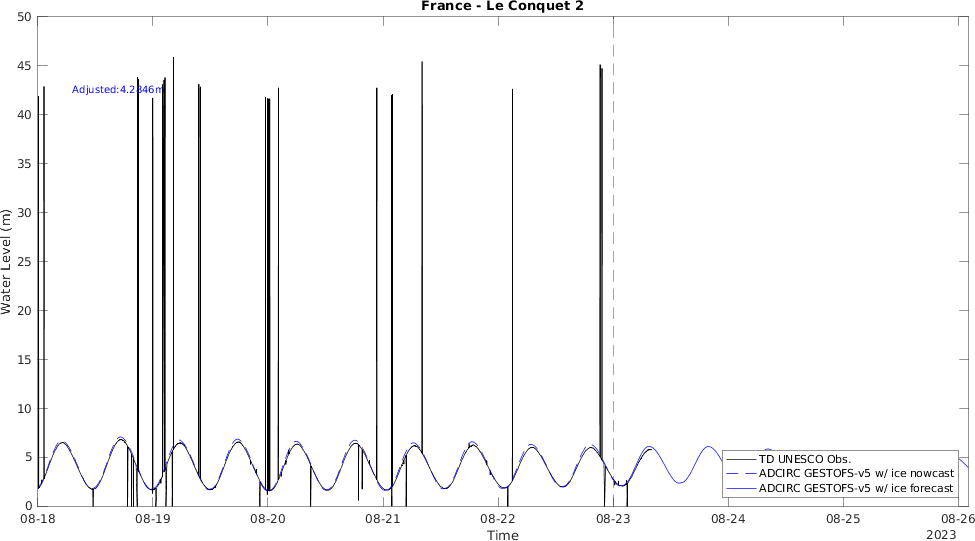 France - Le Conquet 2
Water Level (m)
50
45
40
35
30
25
20
15
10
5
0
Adjusted:4.2846m
TD UNESCO Obs.
ADCIRC GESTOFS-v5 w/ ice nowcast
ADCIRC GESTOFS-v5 w/ ice forecast
08-18 08-19 08-20 08-21 08-22 08-23 08-24 08-25 08-26
Time
2023